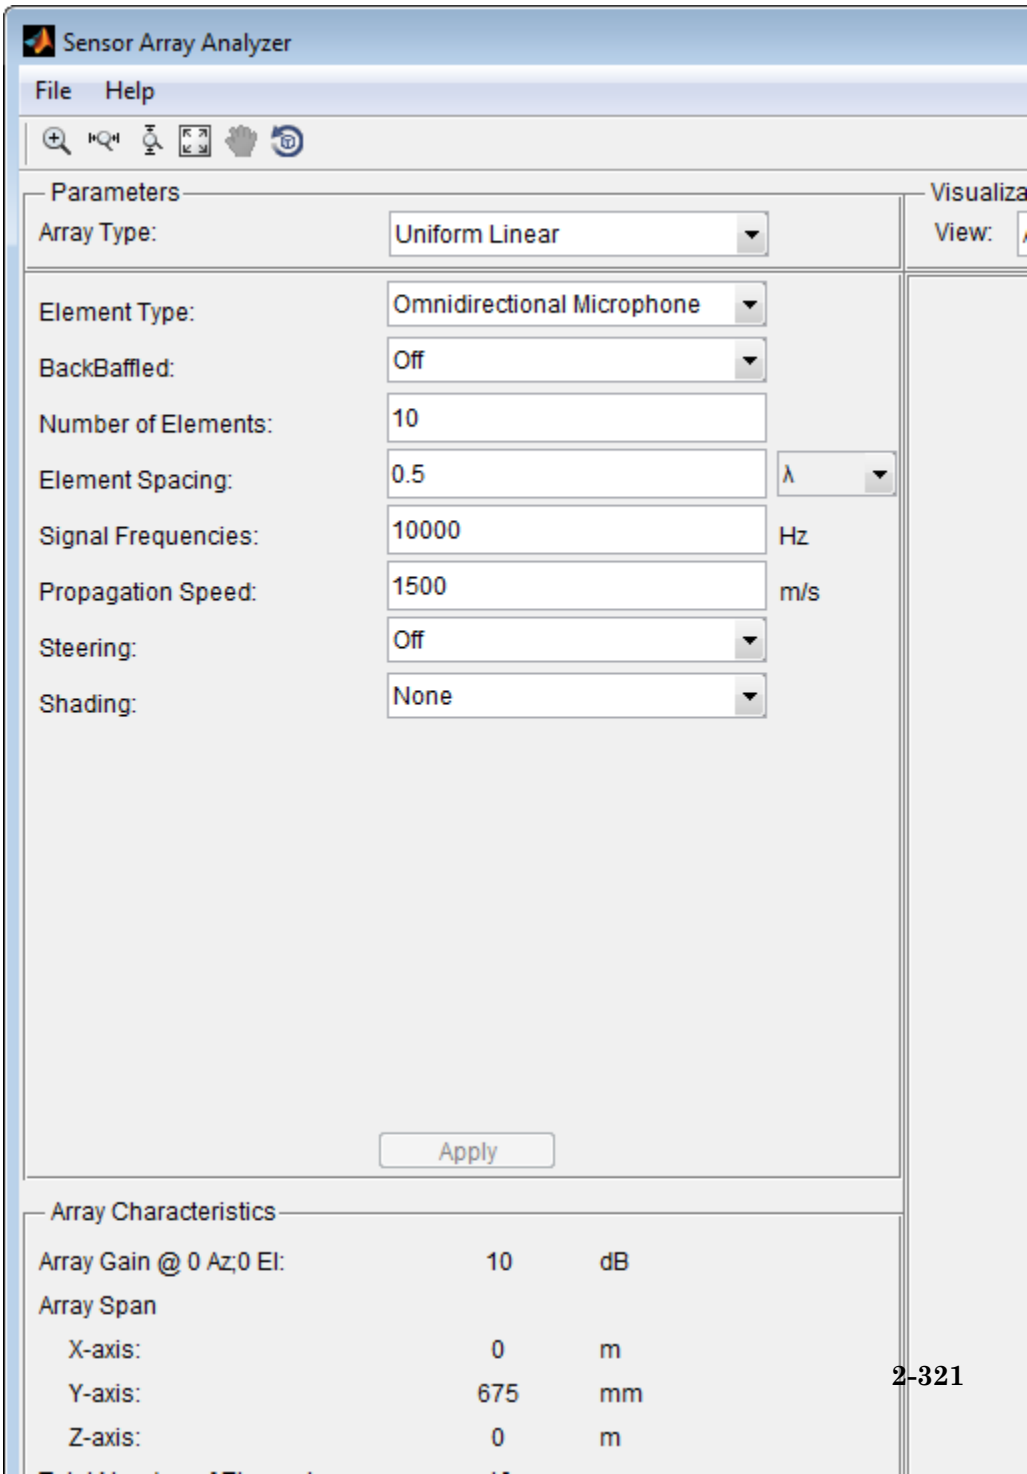 Sensor Array Analyzer
File Help
Parameters
Array Type: Uniform Linear
Visualiza
View:
Element Type: Omnidirectional Microphone
BackBaffled: Off
Number of Elements: 10
Element Spacing: 0.5 λ
Signal Frequencies: 10000 Hz
Propagation Speed: 1500 m/s
Steering: Off
Shading: None
Apply
Array Characteristics
Array Gain @ 0 Az;0 El: 10 dB
Array Span
X-axis: 0 m
Y-axis: 675 mm
Z-axis: 0 m
2-321